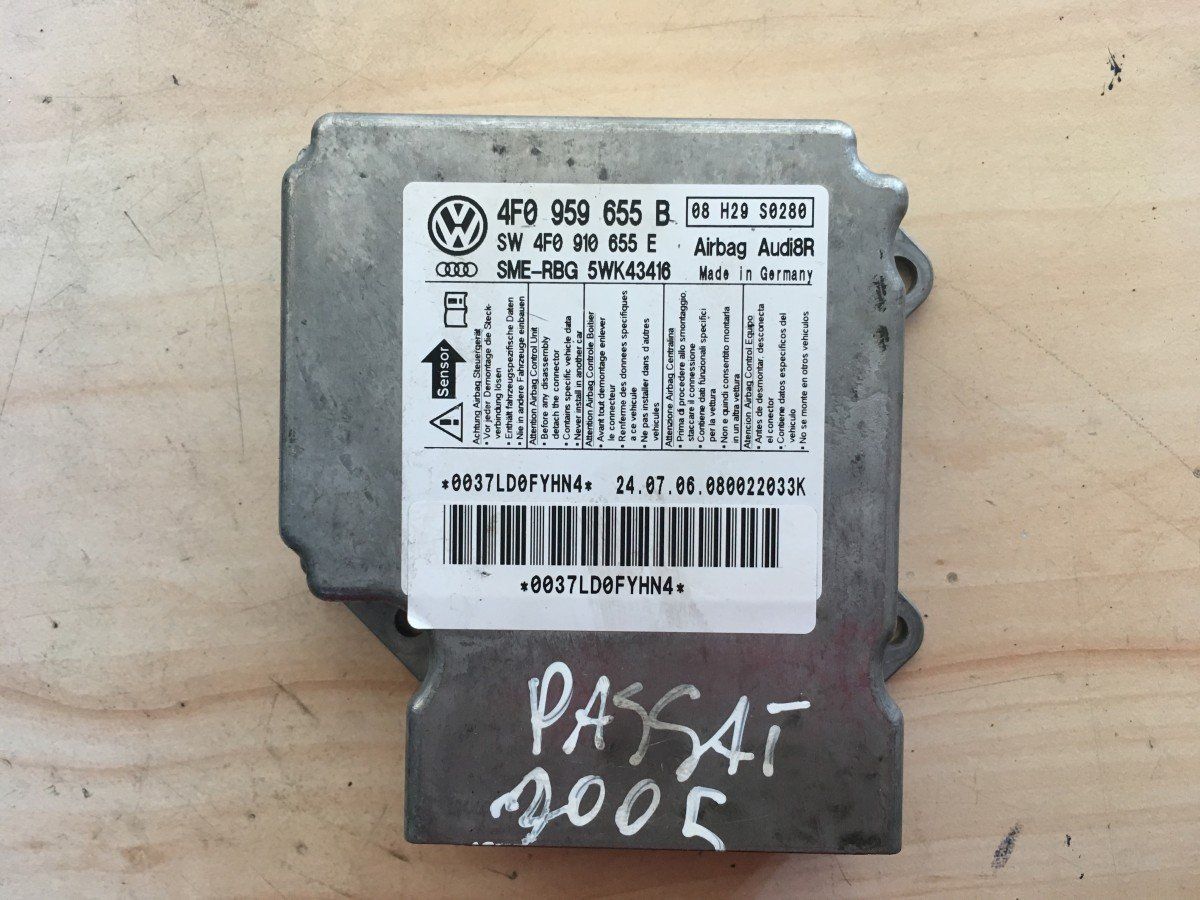 4F0 959 655 B
08 H29 S0280
SW 4F0 910 655 E
Airbag Audi8R
SME-RBG 5WK43416
Made in Germany
Sensor
Achtung Airbag Steuergerät
• Vor jeder Demontage die Steck-
verbindung lösen
• Enthält fahrzeugspezifische Daten
• Nie in andere Fahrzeuge einbauen
Attention Airbag Control Unit
• Before any disassembly
detach the connector
• Contains specific vehicle data
• Never install in another car
Attention Airbag Controle Boitier
• Avant tout demontage enlever
le connecteur
• Renferme des donnees specifiques
a ce vehicule
• Ne pas installer dans d'autres
vehicules
Attenzione Airbag Centralina
• Prima di procedere allo smontaggio,
staccare il connessione
• Contiene dati funzionali specifici
per la vettura
• Non e quindi consentito montarla
in un altra vettura
Atencion Airbag Control Equipo
• Antes de desmontar, desconecta
el conector
• Contiene datos especificos del
vehiculo
• No se monte en otros vehiculos
*0037LD0FYHN4* 24.07.06.080022033K
*0037LD0FYHN4*
PASSAT
2005